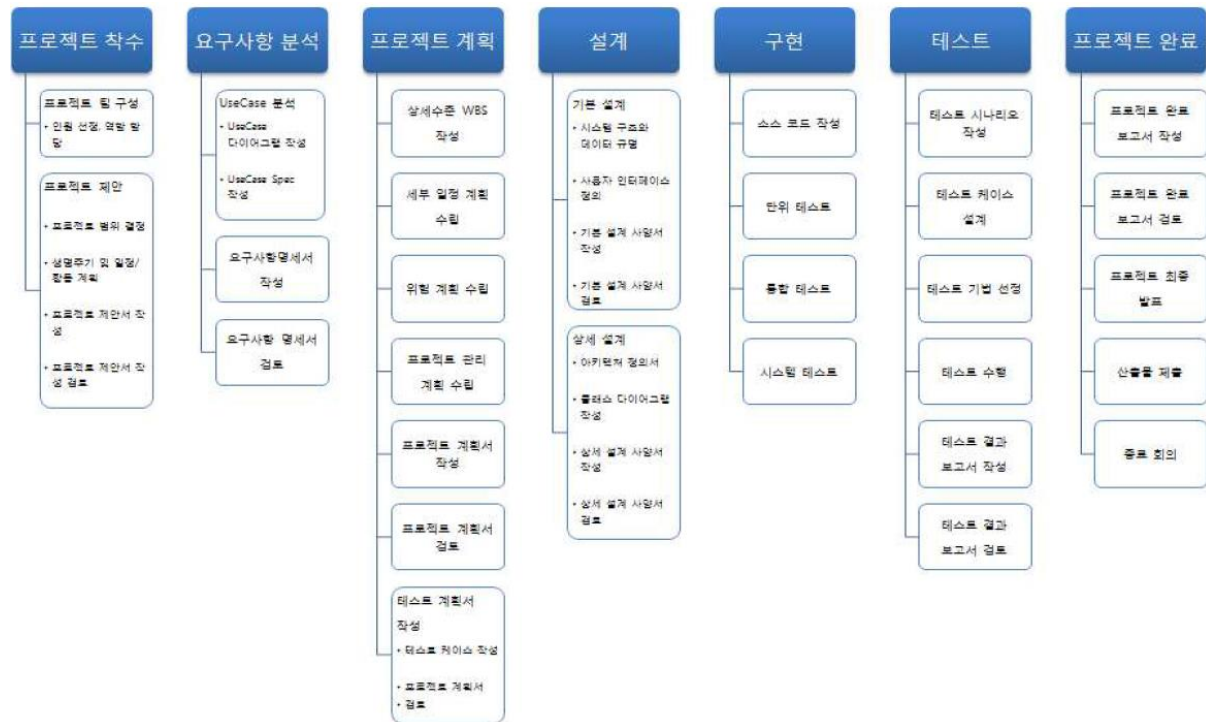 프로젝트 착수
프로젝트 팀 구성
• 인원 선정, 역할 할
당
프로젝트 제안
• 프로젝트 범위 결정
• 생명주기 및 일정/
활동 계획
• 프로젝트 제안서 작
성
• 프로젝트 제안서 작
성 검토
요구사항 분석
UseCase 분석
• UseCase
다이어그램 작성
• UseCase Spec
작성
요구사항명세서
작성
요구사항 명세서
검토
프로젝트 계획
상세수준 WBS
작성
세부 일정 계획
수립
위험 계획 수립
프로젝트 관리
계획 수립
프로젝트 계획서
작성
프로젝트 계획서
검토
테스트 계획서
작성
• 테스트 케이스 작성
• 프로젝트 계획서
• 검토
설계
기본 설계
• 시스템 구조와
데이터 규명
• 사용자 인터페이스
정의
• 기본 설계 사양서
작성
• 기본 설계 사양서
검토
상세 설계
• 아키텍처 정의서
• 클래스 다이어그램
작성
• 상세 설계 사양서
작성
• 상세 설계 사양서
검토
구현
소스 코드 작성
단위 테스트
통합 테스트
시스템 테스트
테스트
테스트 시나리오
작성
테스트 케이스
설계
테스트 기법 선정
테스트 수행
테스트 결과
보고서 작성
테스트 결과
보고서 검토
프로젝트 완료
프로젝트 완료
보고서 작성
프로젝트 완료
보고서 검토
프로젝트 최종
발표
산출물 제출
종료 회의